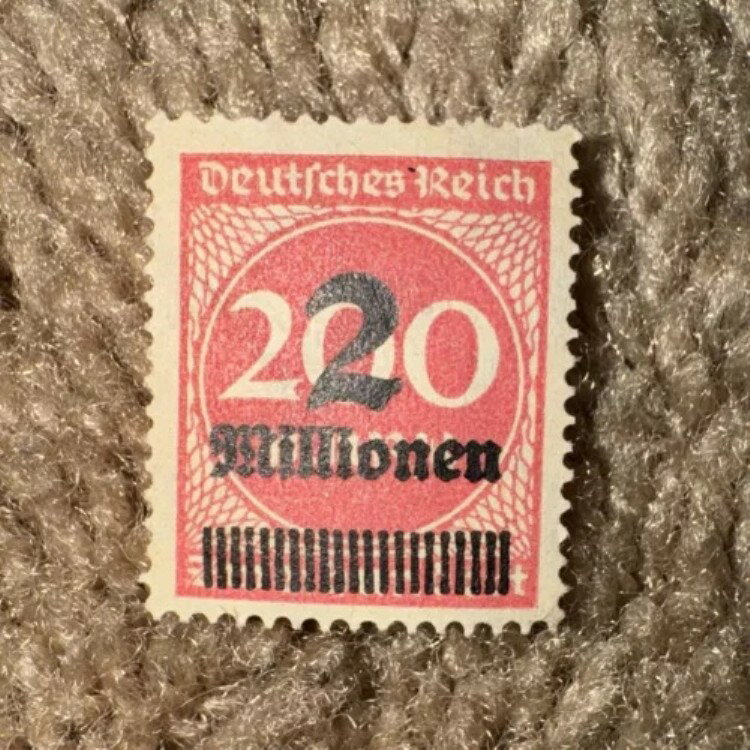 Deutsches Reich
200
2
Millionen